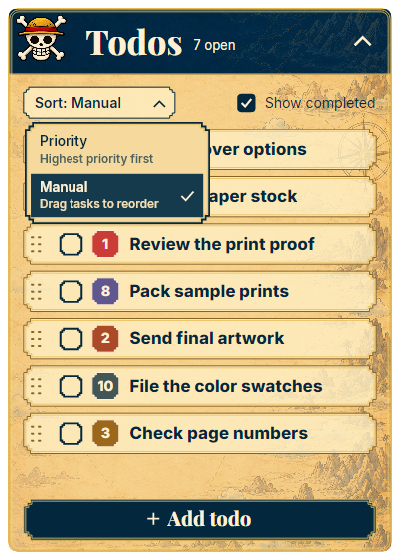 Todos 7 open
Sort: Manual
Show completed
Priority
Highest priority first
Manual
Drag tasks to reorder
options
stock
1 Review the print proof
8 Pack sample prints
2 Send final artwork
10 File the color swatches
3 Check page numbers
+ Add todo